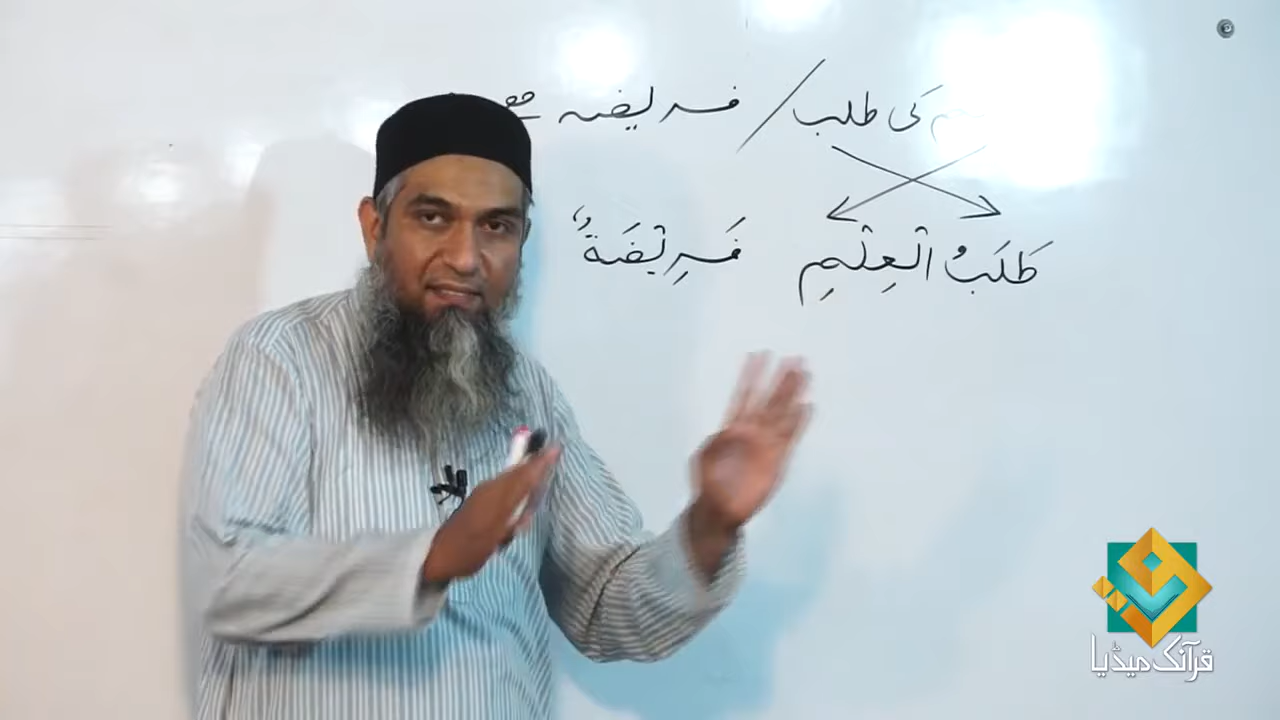 کی طلب / فریضہ ہے
طَلَبُ الْعِلْمِ فَرِیْضَةٌ
قرآنک میڈیا